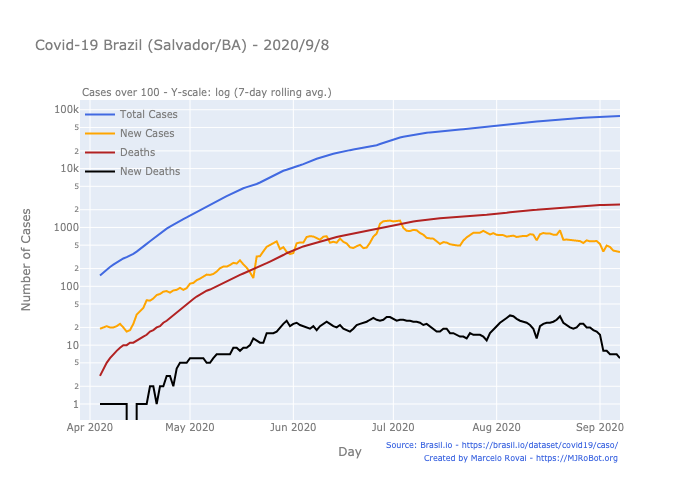 Covid-19 Brazil (Salvador/BA) - 2020/9/8
Cases over 100 - Y-scale: log (7-day rolling avg.)
Total Cases
New Cases
Deaths
New Deaths
Number of Cases
100k
5
2
10k
5
2
1000
5
2
100
5
2
10
5
2
1
Apr 2020
May 2020
Jun 2020
Jul 2020
Aug 2020
Sep 2020
Day
Source: Brasil.io - https://brasil.io/dataset/covid19/caso/
Created by Marcelo Rovai - https://MJRoBot.org